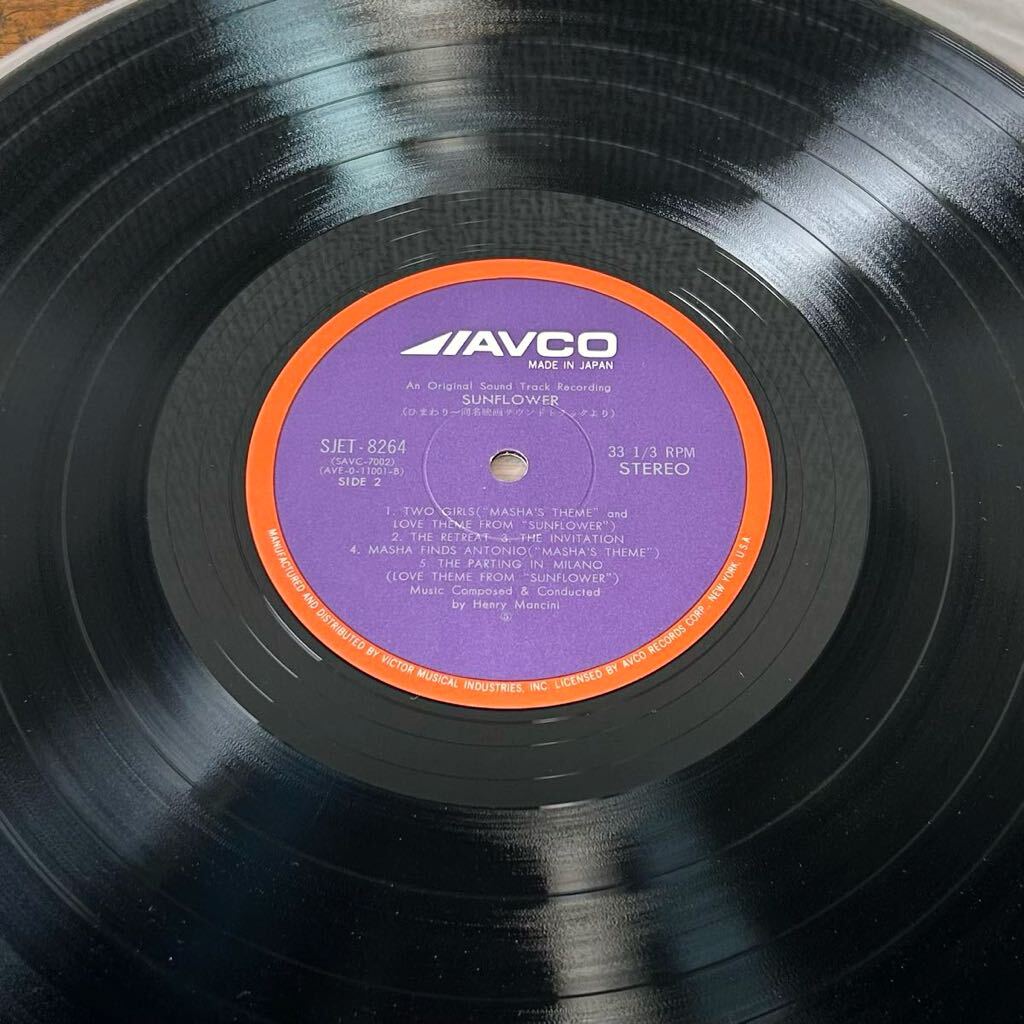 AVCO
MADE IN JAPAN
An Original Sound Track Recording
SUNFLOWER
(ひまわり〜同名映画サウンドトラックより)
SJET-8264
(SAVC-7002)
(AVE-0-11001-B)
SIDE 2
33 1/3 RPM
STEREO
1. TWO GIRLS("MASHA'S THEME" and
LOVE THEME FROM "SUNFLOWER")
2. THE RETREAT 3. THE INVITATION
4. MASHA FINDS ANTONIO("MASHA'S THEME")
5. THE PARTING IN MILANO
(LOVE THEME FROM "SUNFLOWER")
Music Composed & Conducted
by Henry Mancini
MANUFACTURED AND DISTRIBUTED BY VICTOR MUSICAL INDUSTRIES, INC. LICENSED BY AVCO RECORDS CORP., NEW YORK, U.S.A.